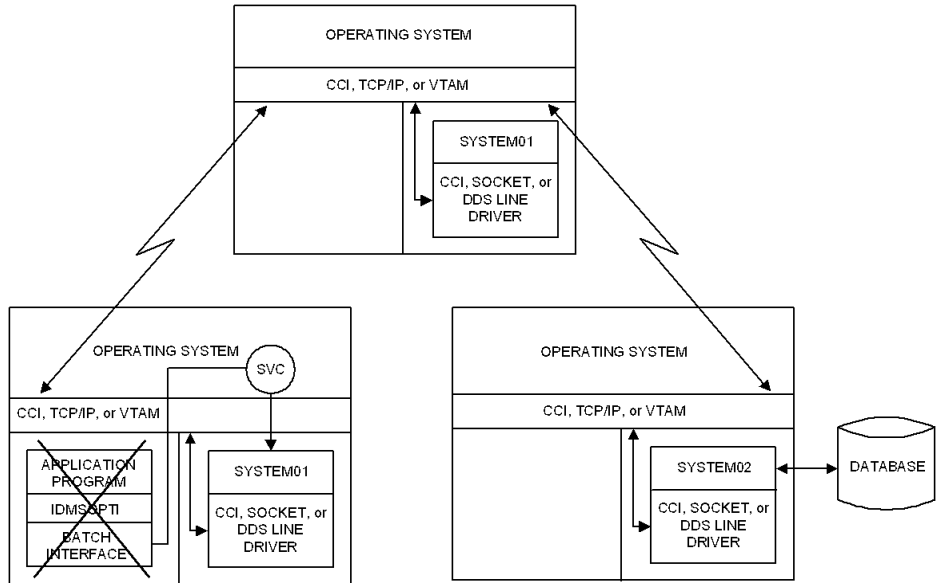 OPERATING SYSTEM
CCI, TCP/IP, or VTAM
SYSTEM01
CCI, SOCKET, or
DDS LINE
DRIVER
OPERATING SYSTEM
SVC
CCI, TCP/IP, or VTAM
APPLICATION
PROGRAM
IDMSOPTI
BATCH
INTERFACE
SYSTEM01
CCI, SOCKET, or
DDS LINE
DRIVER
OPERATING SYSTEM
CCI, TCP/IP, or VTAM
SYSTEM02
CCI, SOCKET, or
DDS LINE
DRIVER
DATABASE